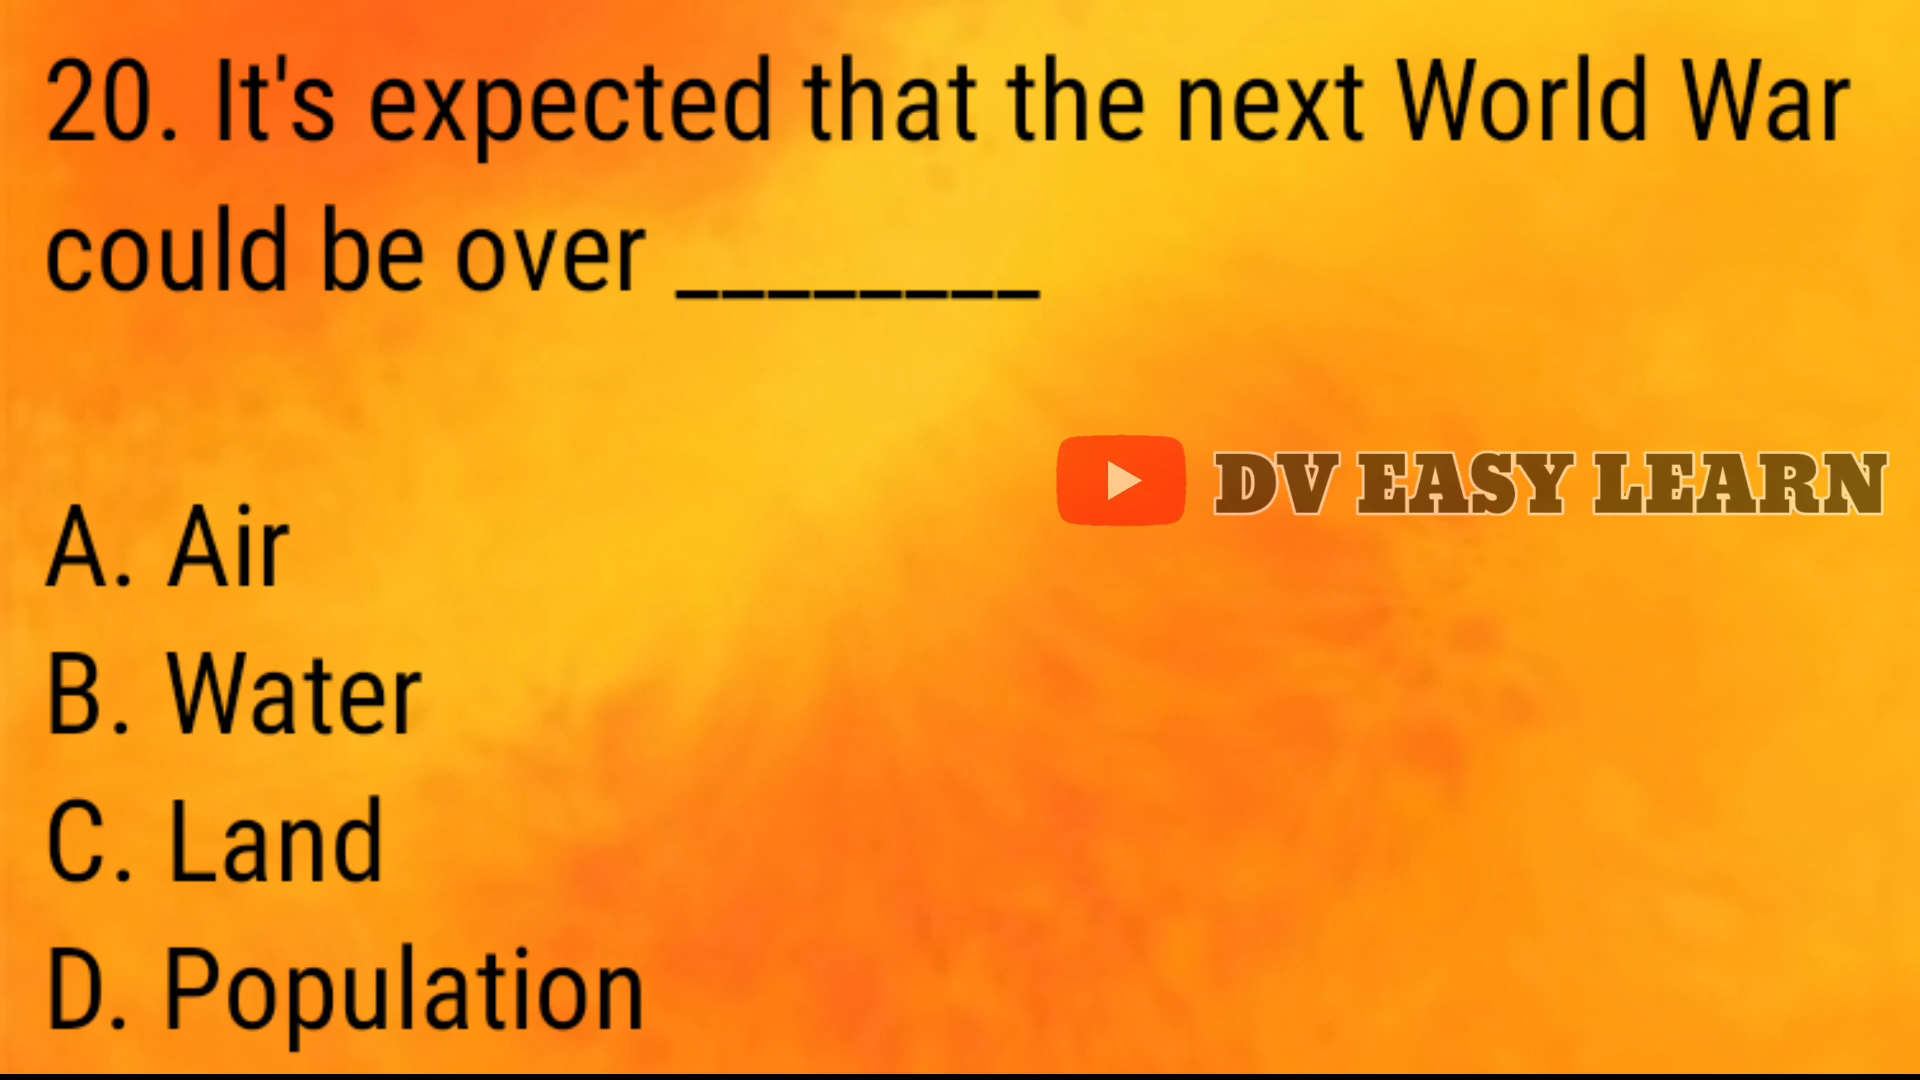 20. It's expected that the next World War
could be over ________
DV EASY LEARN
A. Air
B. Water
C. Land
D. Population